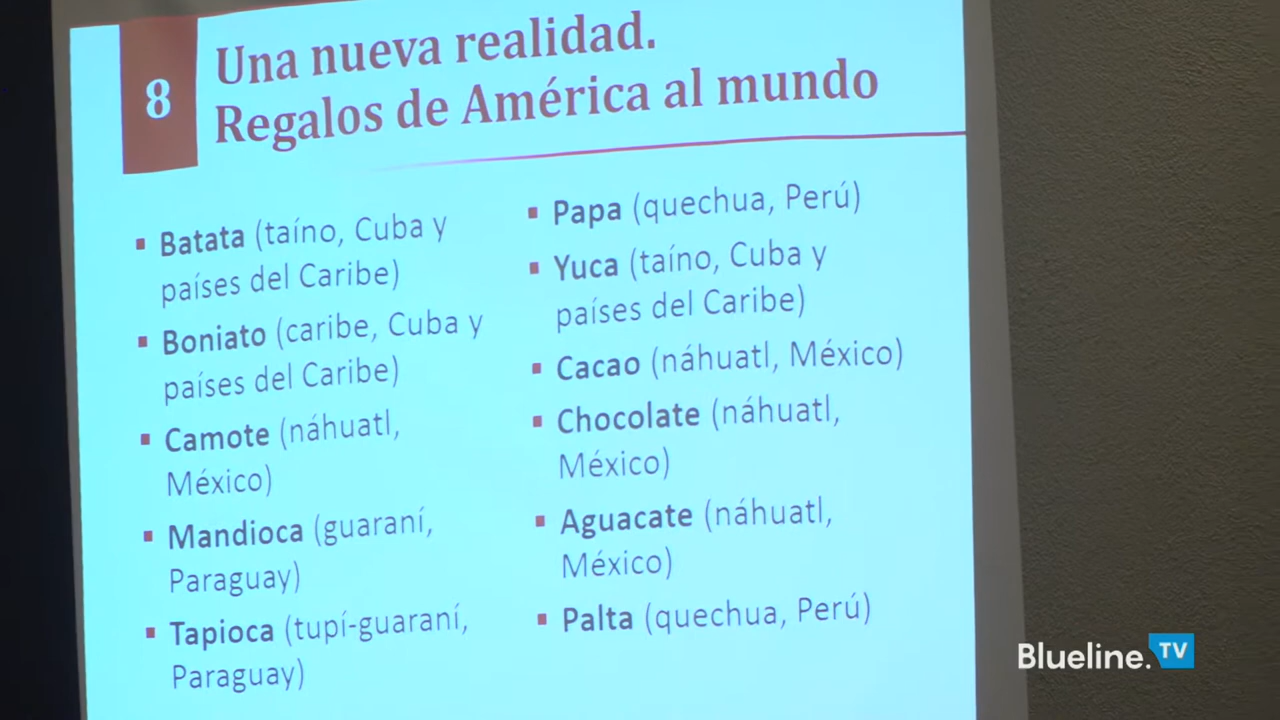 8
Una nueva realidad.
Regalos de América al mundo
▪ Batata (taíno, Cuba y
países del Caribe)
▪ Boniato (caribe, Cuba y
países del Caribe)
▪ Camote (náhuatl,
México)
▪ Mandioca (guaraní,
Paraguay)
▪ Tapioca (tupí-guaraní,
Paraguay)
▪ Papa (quechua, Perú)
▪ Yuca (taíno, Cuba y
países del Caribe)
▪ Cacao (náhuatl, México)
▪ Chocolate (náhuatl,
México)
▪ Aguacate (náhuatl,
México)
▪ Palta (quechua, Perú)
Blueline.TV